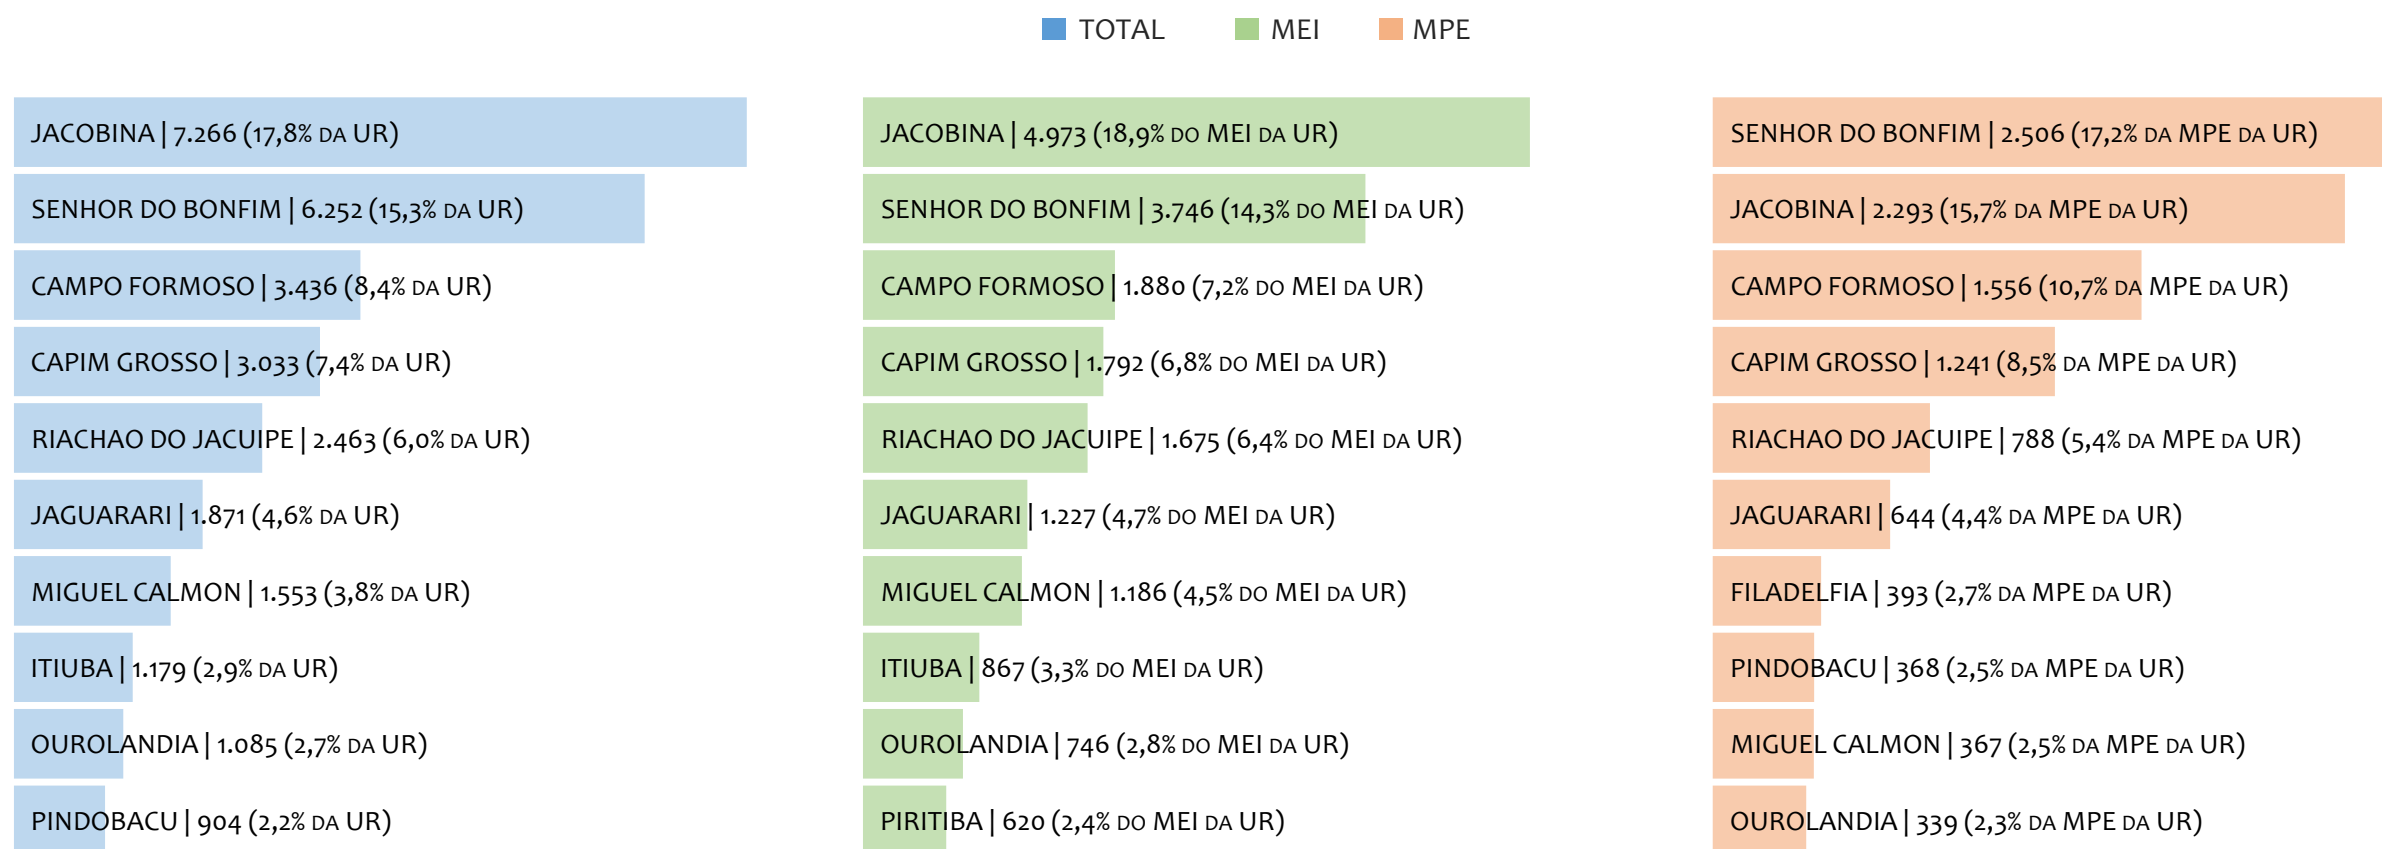 TOTAL MEI MPE
JACOBINA | 7.266 (17,8% DA UR)
SENHOR DO BONFIM | 6.252 (15,3% DA UR)
CAMPO FORMOSO | 3.436 (8,4% DA UR)
CAPIM GROSSO | 3.033 (7,4% DA UR)
RIACHAO DO JACUIPE | 2.463 (6,0% DA UR)
JAGUARARI | 1.871 (4,6% DA UR)
MIGUEL CALMON | 1.553 (3,8% DA UR)
ITIUBA | 1.179 (2,9% DA UR)
OUROLANDIA | 1.085 (2,7% DA UR)
PINDOBACU | 904 (2,2% DA UR)
JACOBINA | 4.973 (18,9% DO MEI DA UR)
SENHOR DO BONFIM | 3.746 (14,3% DO MEI DA UR)
CAMPO FORMOSO | 1.880 (7,2% DO MEI DA UR)
CAPIM GROSSO | 1.792 (6,8% DO MEI DA UR)
RIACHAO DO JACUIPE | 1.675 (6,4% DO MEI DA UR)
JAGUARARI | 1.227 (4,7% DO MEI DA UR)
MIGUEL CALMON | 1.186 (4,5% DO MEI DA UR)
ITIUBA | 867 (3,3% DO MEI DA UR)
OUROLANDIA | 746 (2,8% DO MEI DA UR)
PIRITIBA | 620 (2,4% DO MEI DA UR)
SENHOR DO BONFIM | 2.506 (17,2% DA MPE DA UR)
JACOBINA | 2.293 (15,7% DA MPE DA UR)
CAMPO FORMOSO | 1.556 (10,7% DA MPE DA UR)
CAPIM GROSSO | 1.241 (8,5% DA MPE DA UR)
RIACHAO DO JACUIPE | 788 (5,4% DA MPE DA UR)
JAGUARARI | 644 (4,4% DA MPE DA UR)
FILADELFIA | 393 (2,7% DA MPE DA UR)
PINDOBACU | 368 (2,5% DA MPE DA UR)
MIGUEL CALMON | 367 (2,5% DA MPE DA UR)
OUROLANDIA | 339 (2,3% DA MPE DA UR)